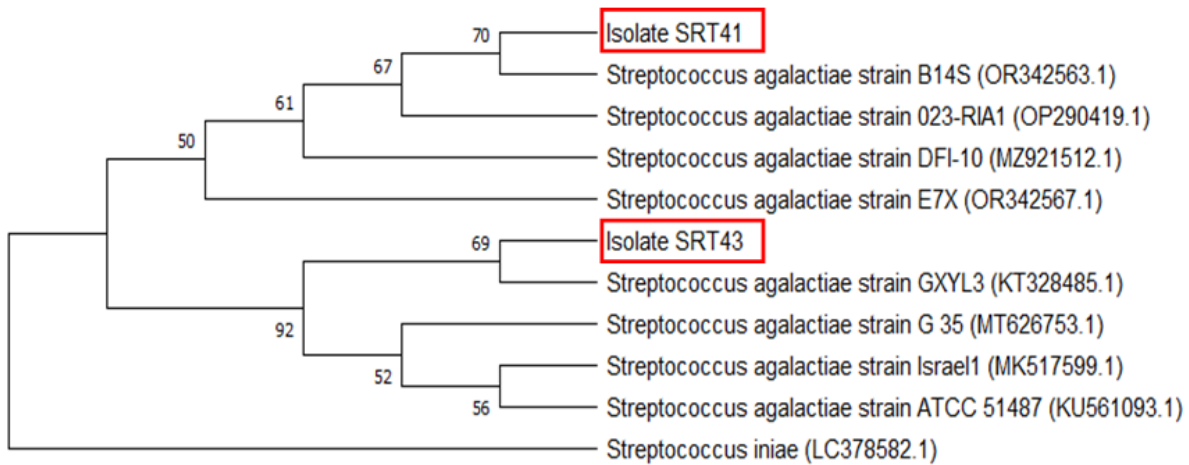 Isolate SRT41
70
Streptococcus agalactiae strain B14S (OR342563.1)
67
Streptococcus agalactiae strain 023-RIA1 (OP290419.1)
61
Streptococcus agalactiae strain DFI-10 (MZ921512.1)
50
Streptococcus agalactiae strain E7X (OR342567.1)
Isolate SRT43
69
Streptococcus agalactiae strain GXYL3 (KT328485.1)
92
Streptococcus agalactiae strain G 35 (MT626753.1)
Streptococcus agalactiae strain Israel1 (MK517599.1)
52
Streptococcus agalactiae strain ATCC 51487 (KU561093.1)
56
Streptococcus iniae (LC378582.1)